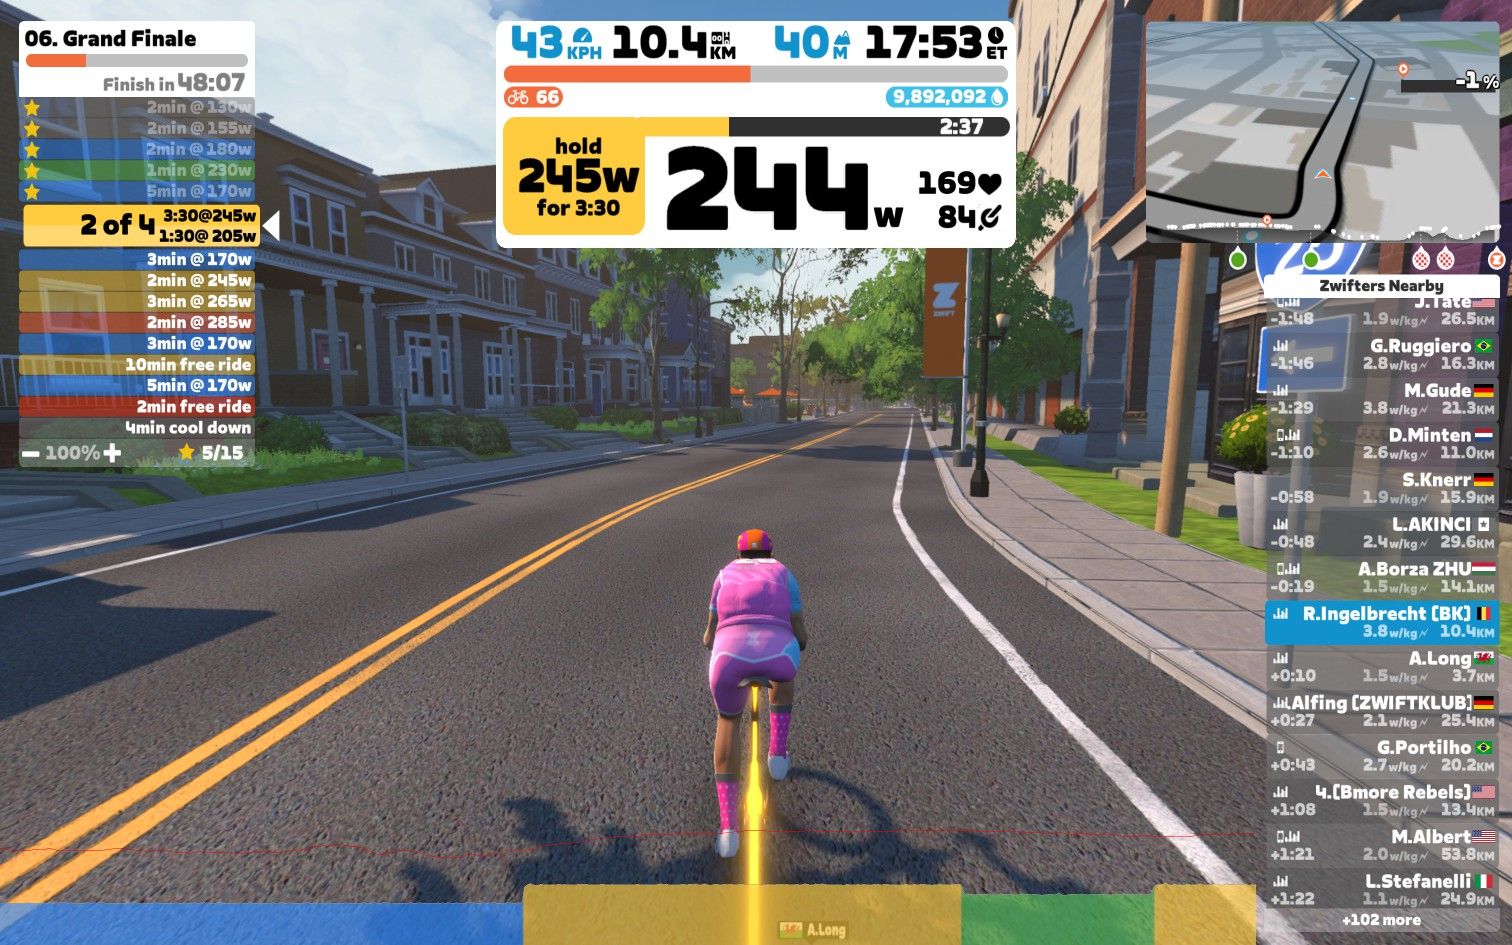 06. Grand Finale
Finish in 48:07
2min @ 130w
2min @ 155w
2min @ 180w
1min @ 230w
5min @ 170w
2 of 4 3:30@245w
1:30@ 205w
3min @ 170w
2min @ 245w
3min @ 265w
2min @ 285w
3min @ 170w
10min free ride
5min @ 170w
2min free ride
4min cool down
100% 5/15
43 KPH 10.4 KM 40 M 17:53 ET
66
9,892,092
2:37
hold
245w
for 3:30
244 w
169
84
-1%
ZWIFT
Zwifters Nearby
J.Tate
-1:48 1.9w/kg 26.5KM
G.Ruggiero
-1:46 2.8w/kg 16.3KM
M.Gude
-1:29 3.8w/kg 21.3KM
D.Minten
-1:10 2.6w/kg 11.0KM
S.Knerr
-0:58 1.9w/kg 15.9KM
L.AKINCI
-0:48 2.4w/kg 29.6KM
A.Borza ZHU
-0:19 1.5w/kg 14.1KM
R.Ingelbrecht [BK]
3.8w/kg 10.4KM
A.Long
+0:10 1.5w/kg 3.7KM
Alfing [ZWIFTKLUB]
+0:27 2.1w/kg 25.4KM
G.Portilho
+0:43 2.7w/kg 20.2KM
4.[Bmore Rebels]
+1:08 1.5w/kg 13.4KM
M.Albert
+1:21 2.0w/kg 53.8KM
L.Stefanelli
+1:22 1.1w/kg 24.9KM
+102 more
A.Long